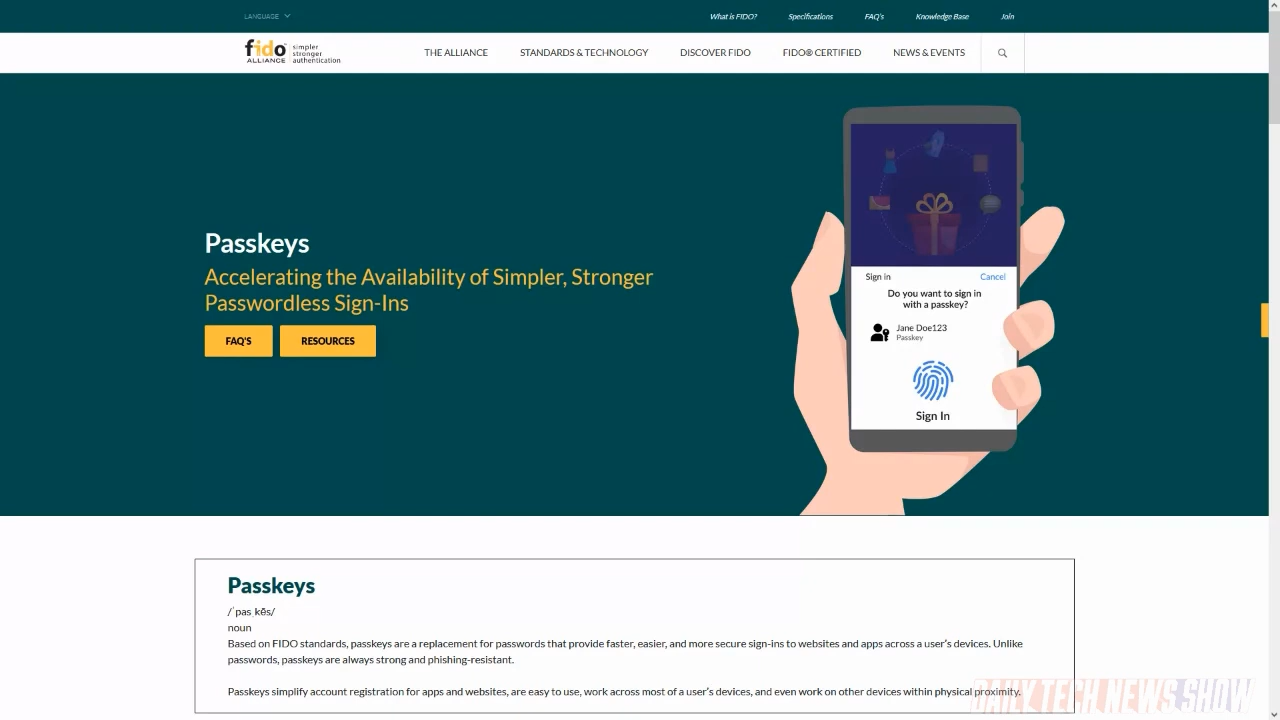 LANGUAGE
What is FIDO?
Specifications
FAQ's
Knowledge Base
Join
fido
ALLIANCE
simpler
stronger
authentication
THE ALLIANCE
STANDARDS & TECHNOLOGY
DISCOVER FIDO
FIDO® CERTIFIED
NEWS & EVENTS
Passkeys
Accelerating the Availability of Simpler, Stronger
Passwordless Sign-Ins
FAQ'S
RESOURCES
Sign in
Cancel
Do you want to sign in
with a passkey?
Jane Doe123
Passkey
Sign In
Passkeys
/ˈpasˌkēs/
noun
Based on FIDO standards, passkeys are a replacement for passwords that provide faster, easier, and more secure sign-ins to websites and apps across a user's devices. Unlike
passwords, passkeys are always strong and phishing-resistant.
Passkeys simplify account registration for apps and websites, are easy to use, work across most of a user's devices, and even work on other devices within physical proximity.
DAILY TECH NEWS SHOW